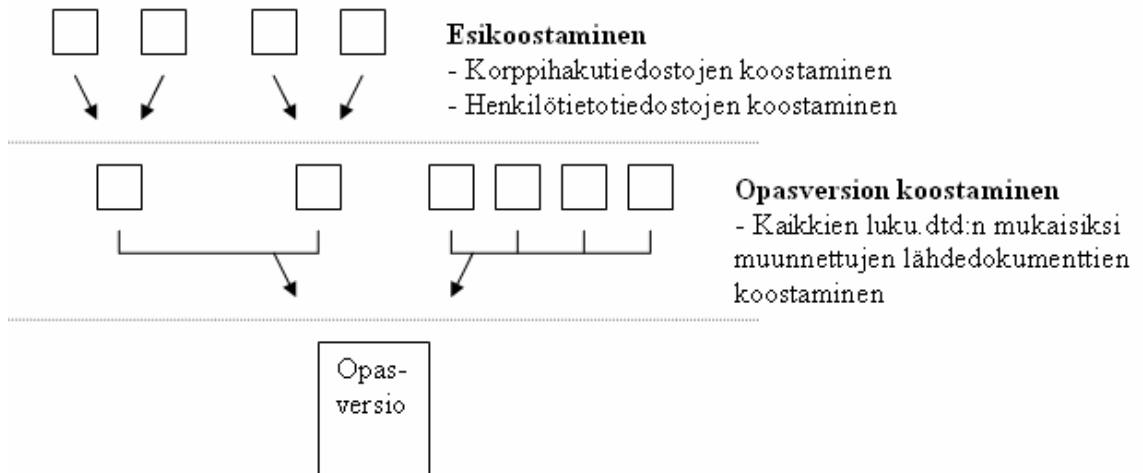 Esikoostaminen
- Korppihakutiedostojen koostaminen
- Henkilötietotiedostojen koostaminen
Opasversion koostaminen
- Kaikkien luku.dtd:n mukaisiksi
muunnettujen lähdedokumenttien
koostaminen
Opas-
versio